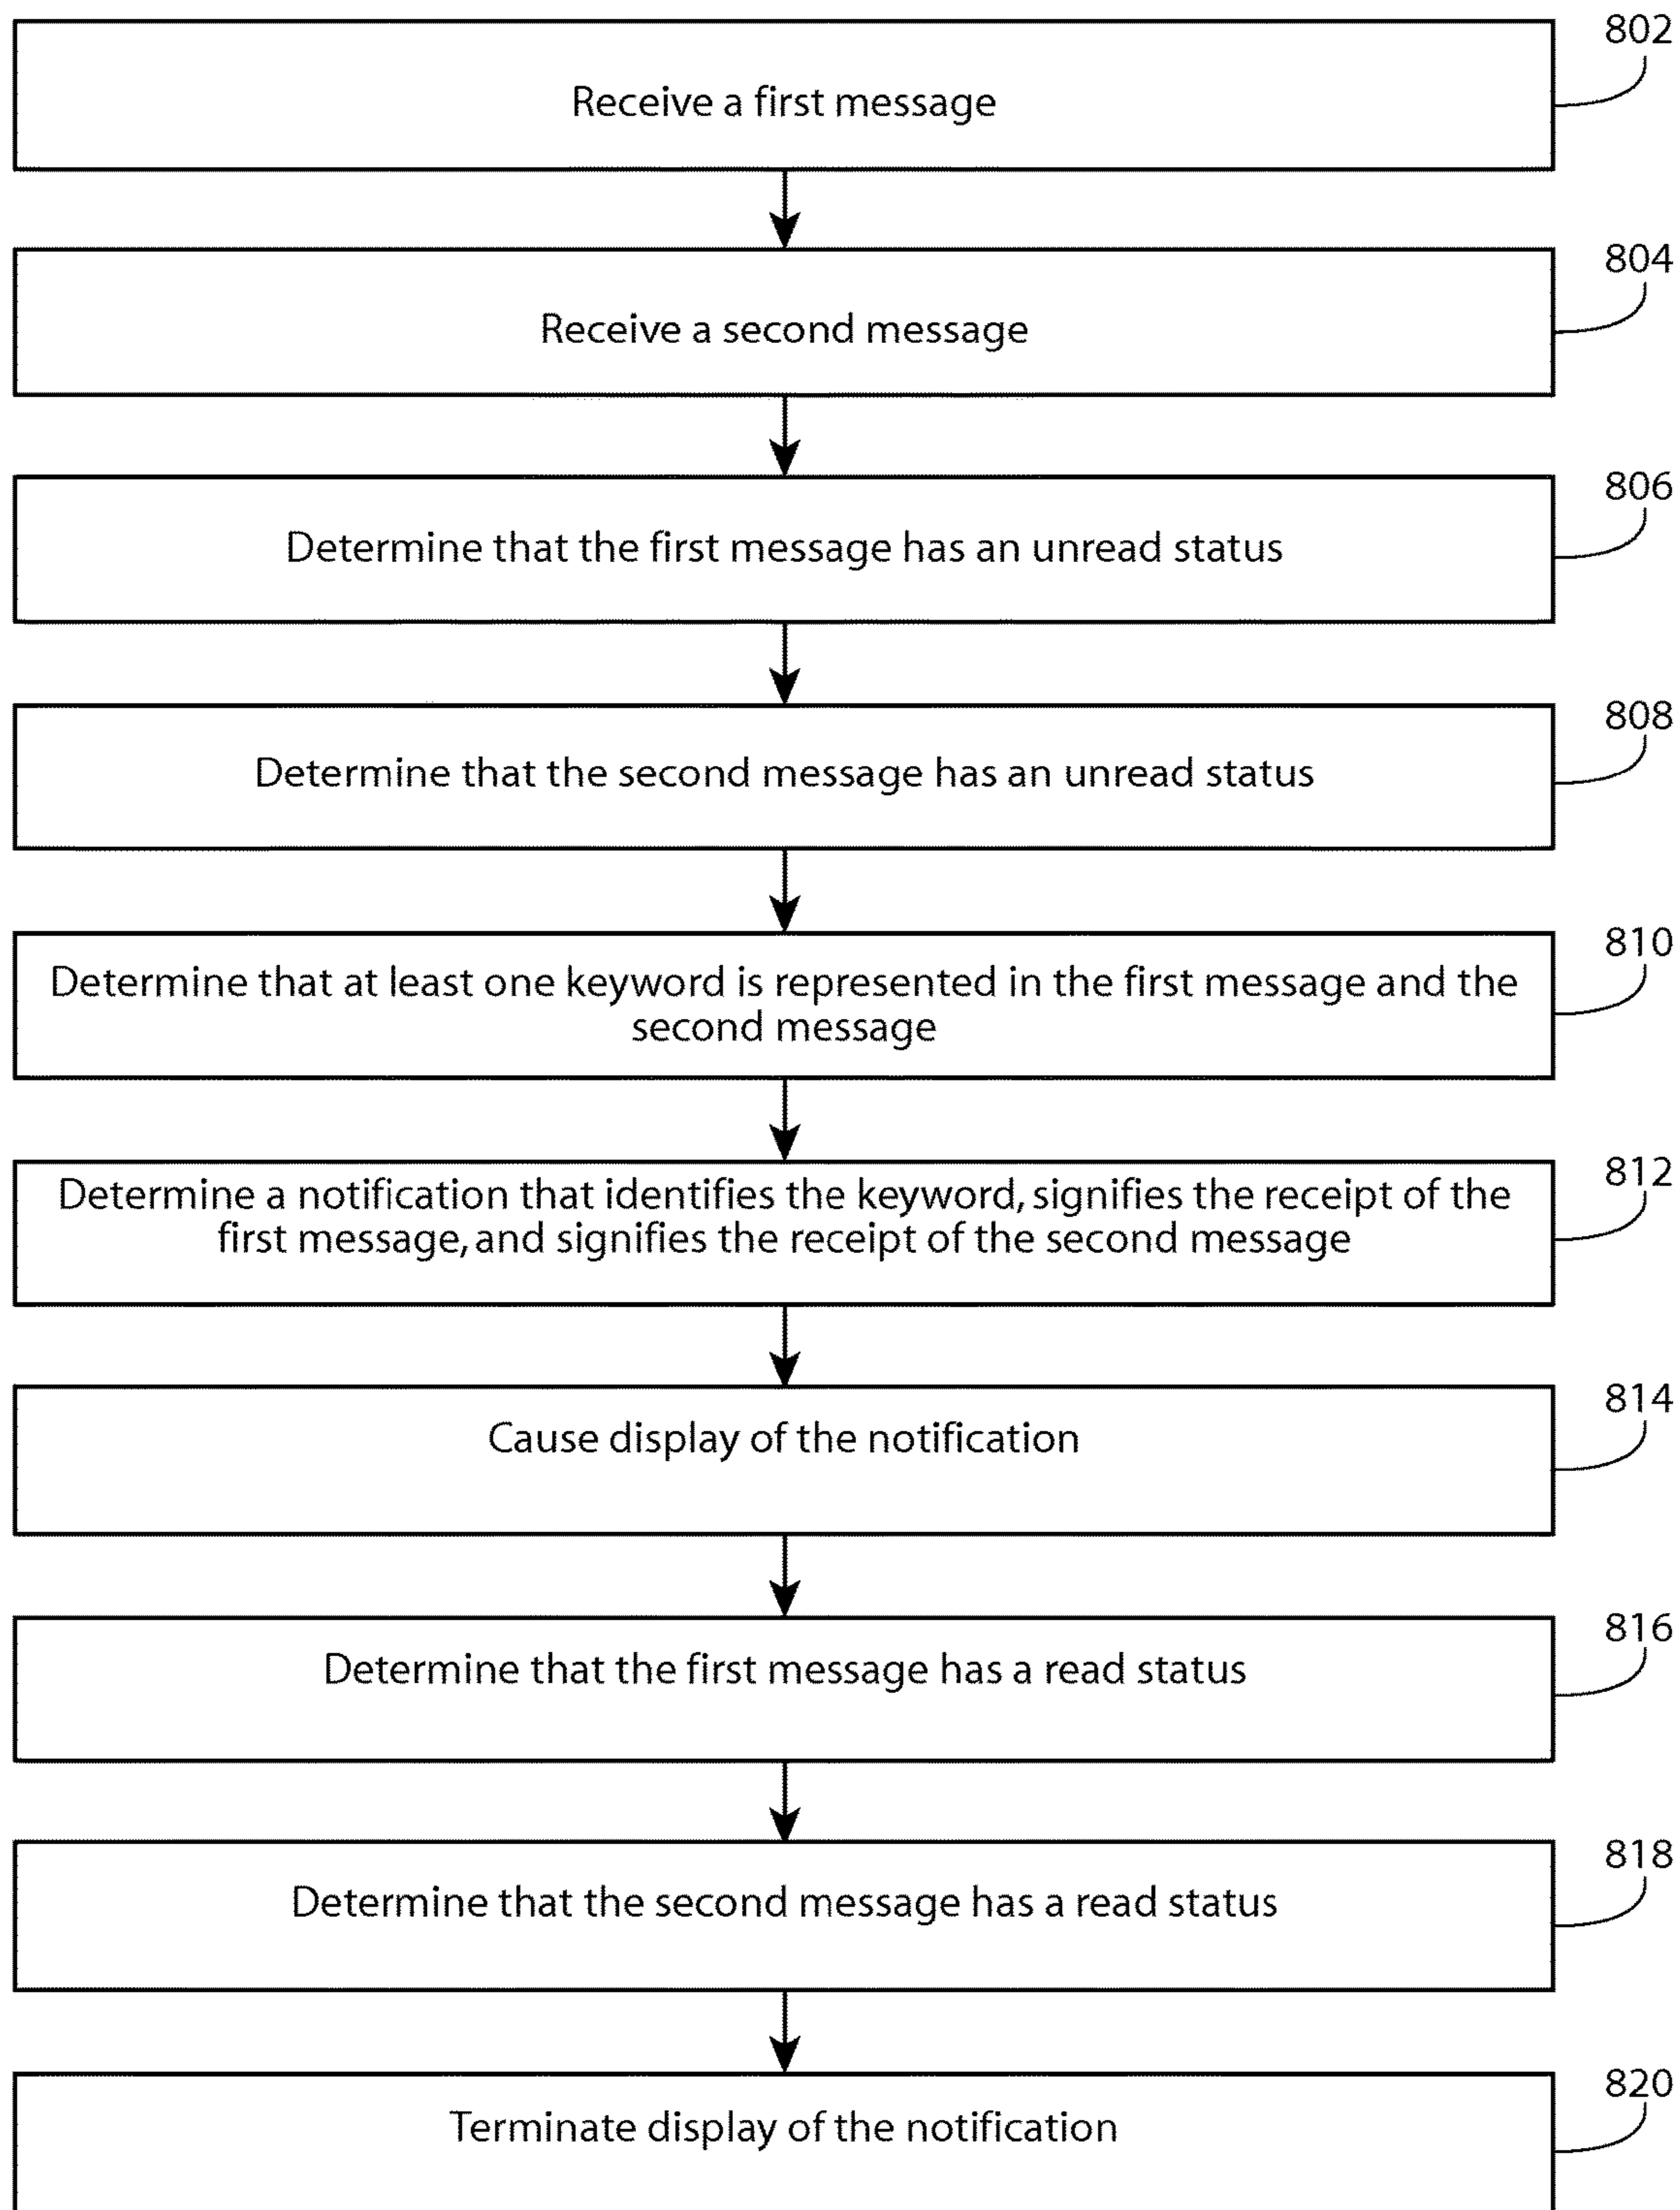 802
Receive a first message
804
Receive a second message
806
Determine that the first message has an unread status
808
Determine that the second message has an unread status
810
Determine that at least one keyword is represented in the first message and the
second message
812
Determine a notification that identifies the keyword, signifies the receipt of the
first message, and signifies the receipt of the second message
814
Cause display of the notification
816
Determine that the first message has a read status
818
Determine that the second message has a read status
820
Terminate display of the notification